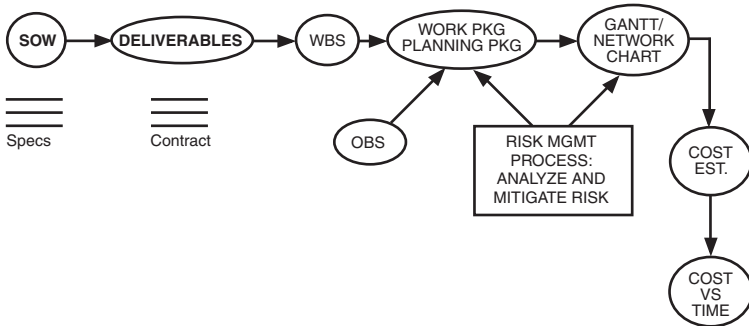 SOW
DELIVERABLES
WBS
WORK PKG
PLANNING PKG
GANTT/
NETWORK
CHART
Specs
Contract
OBS
RISK MGMT
PROCESS:
ANALYZE AND
MITIGATE RISK
COST
EST.
COST
VS
TIME